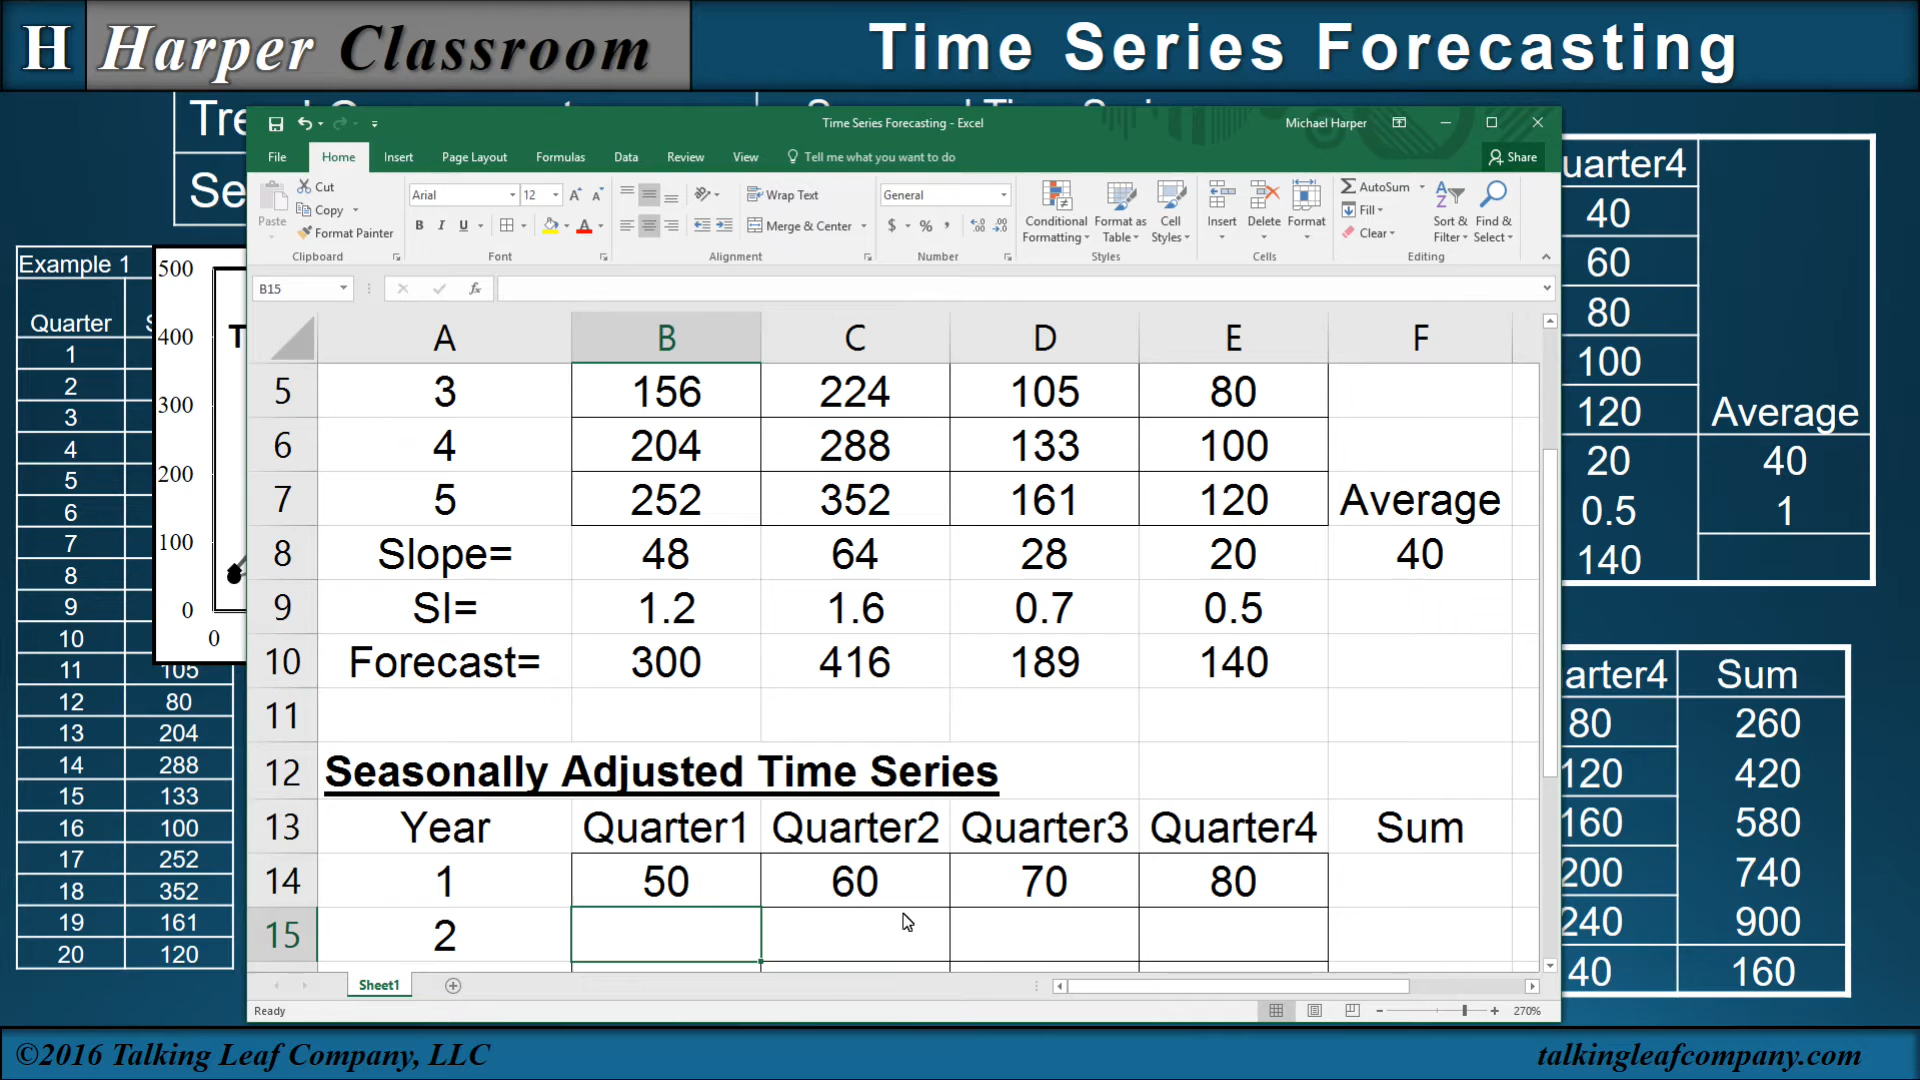 H Harper Classroom
Time Series Forecasting
Tre
Se
Time Series Forecasting - Excel
Michael Harper
File Home Insert Page Layout Formulas Data Review View Tell me what you want to do Share
Paste Cut Copy Format Painter
Arial 12
B I U
Wrap Text
Merge & Center
General
$ % ,
Conditional Formatting Format as Table Cell Styles
Insert Delete Format
AutoSum Fill Clear
Sort & Filter Find & Select
Clipboard Font Alignment Number Styles Cells Editing
B15 fx
A B C D E F
5 3 156 224 105 80
6 4 204 288 133 100
7 5 252 352 161 120 Average
8 Slope= 48 64 28 20 40
9 SI= 1.2 1.6 0.7 0.5
10 Forecast= 300 416 189 140
11
12 Seasonally Adjusted Time Series
13 Year Quarter1 Quarter2 Quarter3 Quarter4 Sum
14 1 50 60 70 80
15 2
Sheet1
Ready
270%
Example 1
Quarter S
1
2
3
4
5
6
7
8
9
10
11 105
12 80
13 204
14 288
15 133
16 100
17 252
18 352
19 161
20 120
500
400
300
200
100
0
0
T
uarter4
40
60
80
100
120 Average
20 40
0.5 1
140
arter4 Sum
80 260
120 420
160 580
200 740
240 900
40 160
©2016 Talking Leaf Company, LLC
talkingleafcompany.com